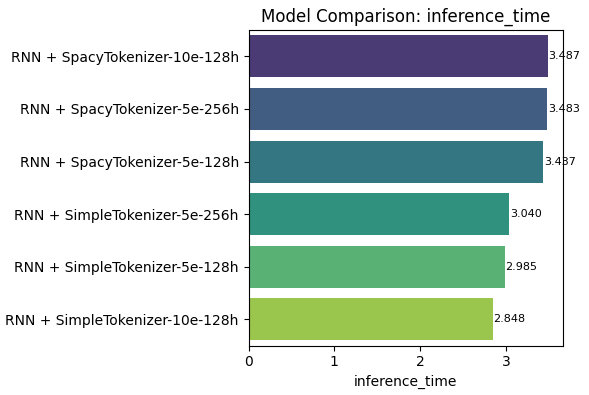 Model Comparison: inference_time
RNN + SpacyTokenizer-10e-128h 3.487
RNN + SpacyTokenizer-5e-256h 3.483
RNN + SpacyTokenizer-5e-128h 3.437
RNN + SimpleTokenizer-5e-256h 3.040
RNN + SimpleTokenizer-5e-128h 2.985
RNN + SimpleTokenizer-10e-128h 2.848
0 1 2 3
inference_time